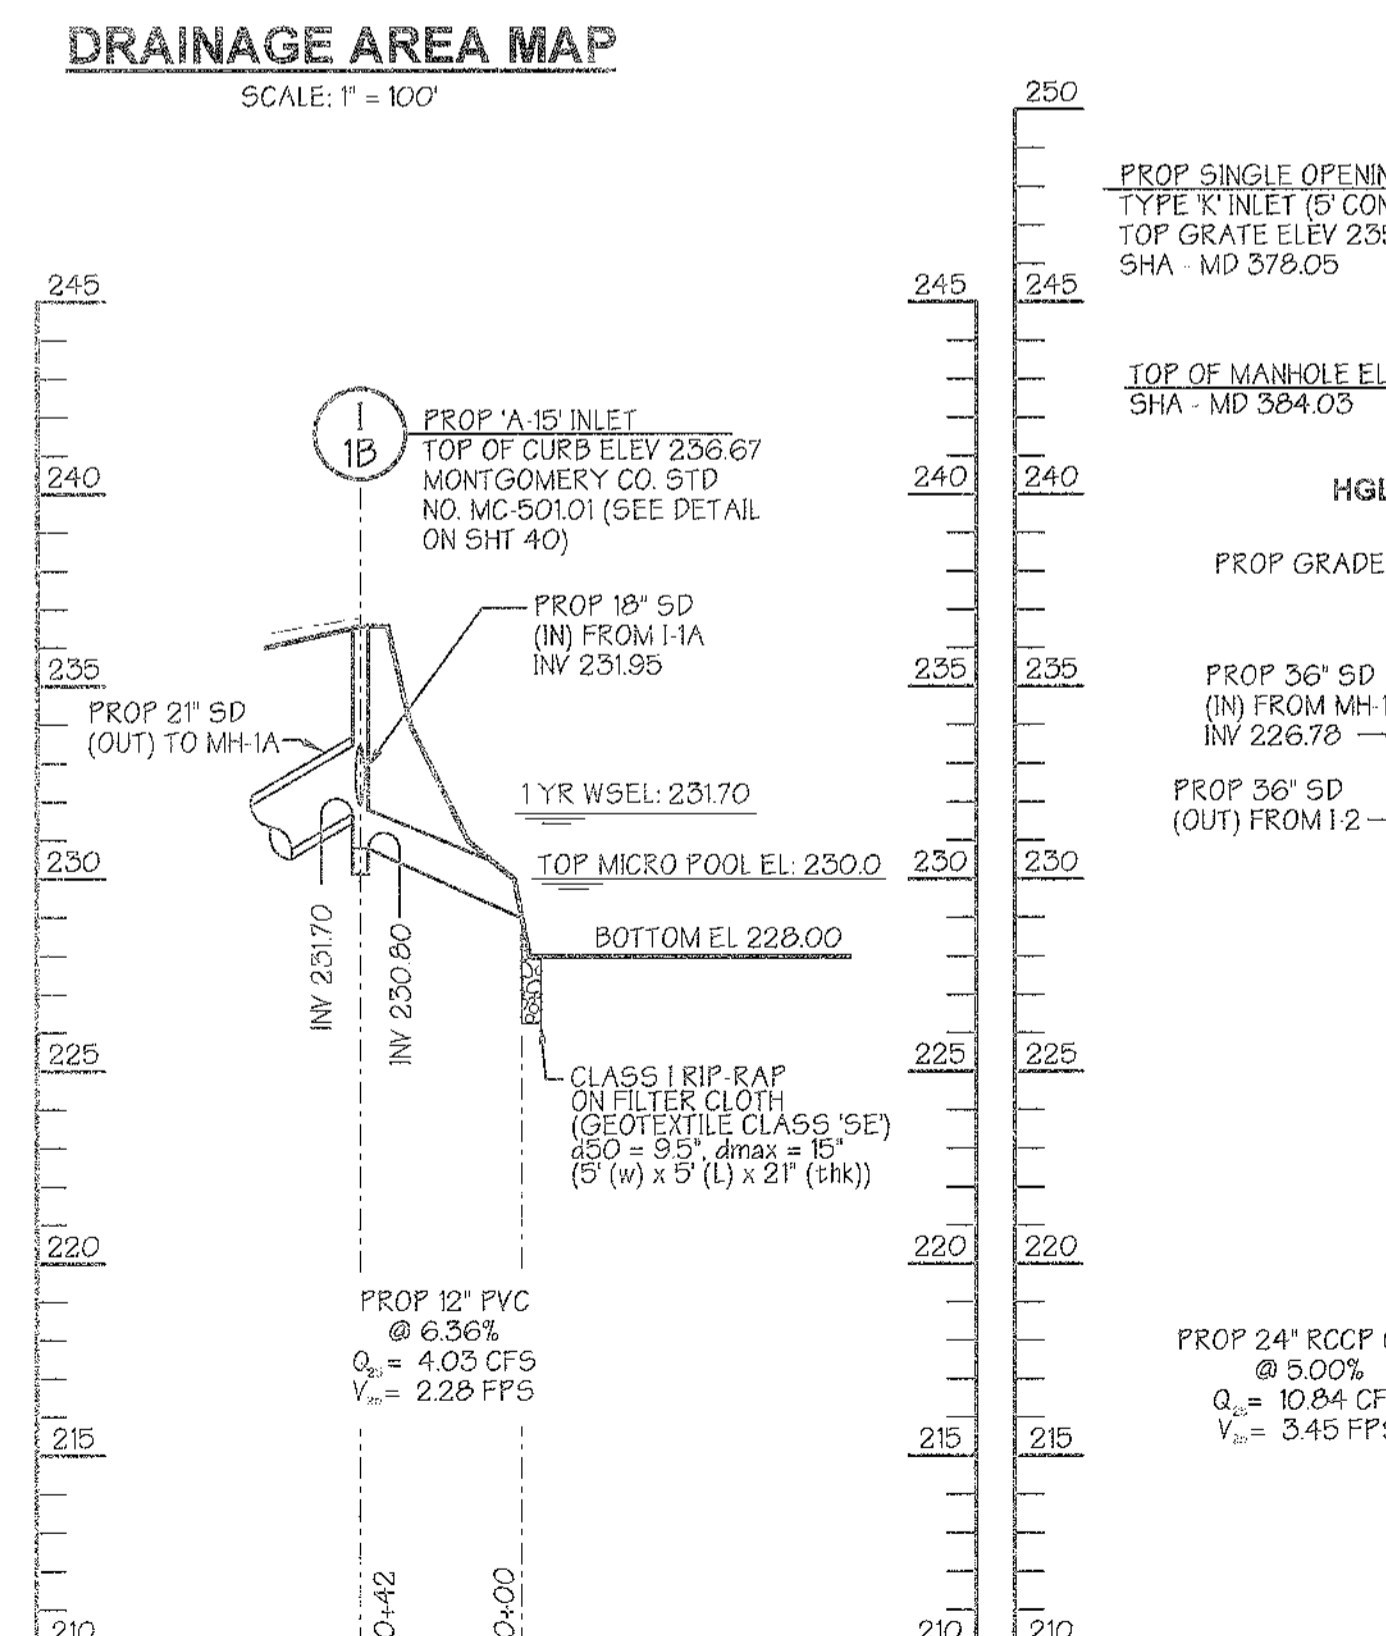 DRAINAGE AREA MAP
SCALE: 1" = 100'
250
245
240
235
230
225
220
215
210
I
1B
PROP 'A-15' INLET
TOP OF CURB ELEV 236.67
MONTGOMERY CO. STD
NO. MC-501.01 (SEE DETAIL
ON SHT 40)
PROP 18" SD
(IN) FROM I-1A
INV 231.95
PROP 21" SD
(OUT) TO MH-1A
1 YR WSEL: 231.70
TOP MICRO POOL EL: 230.0
BOTTOM EL 228.00
INV 231.70
INV 230.80
CLASS I RIP-RAP
ON FILTER CLOTH
(GEOTEXTILE CLASS 'SE')
d50 = 9.5", dmax = 15"
(5' (w) x 5' (L) x 21" (thk))
PROP 12" PVC
@ 6.36%
Q25= 4.03 CFS
V25= 2.28 FPS
0+42
0+00
245
240
235
230
225
220
215
210
245
240
235
230
225
220
215
210
PROP SINGLE OPENIN
TYPE 'K' INLET (5' CON
TOP GRATE ELEV 235
SHA - MD 378.05
TOP OF MANHOLE EL
SHA - MD 384.03
HGL
PROP GRADE
PROP 36" SD
(IN) FROM MH-1
INV 226.78
PROP 36" SD
(OUT) FROM I-2
PROP 24" RCCP
@ 5.00%
Q25= 10.84 CF
V25= 3.45 FPS